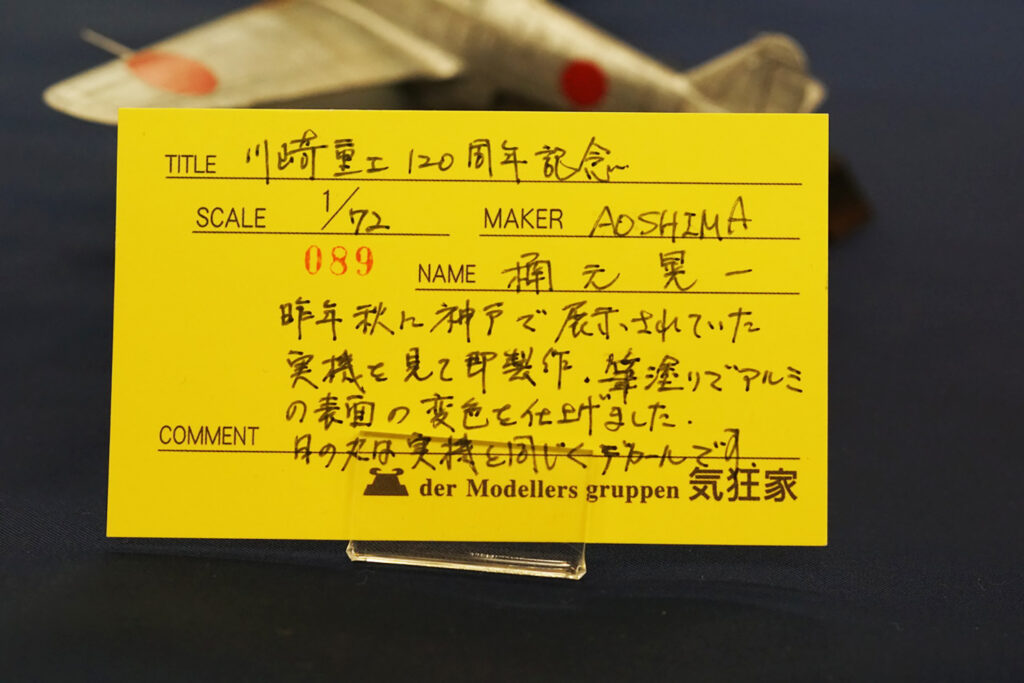 TITLE 川崎重工120周年記念
SCALE 1/72 MAKER AOSHIMA
089
NAME 楠元晃一
昨年秋に神戸で展示されていた
実機を見て即製作.筆塗りでアルミ
の表面の変色を仕上げました.
COMMENT 日の丸は実機と同じくデカールです
der Modellers gruppen 気狂家